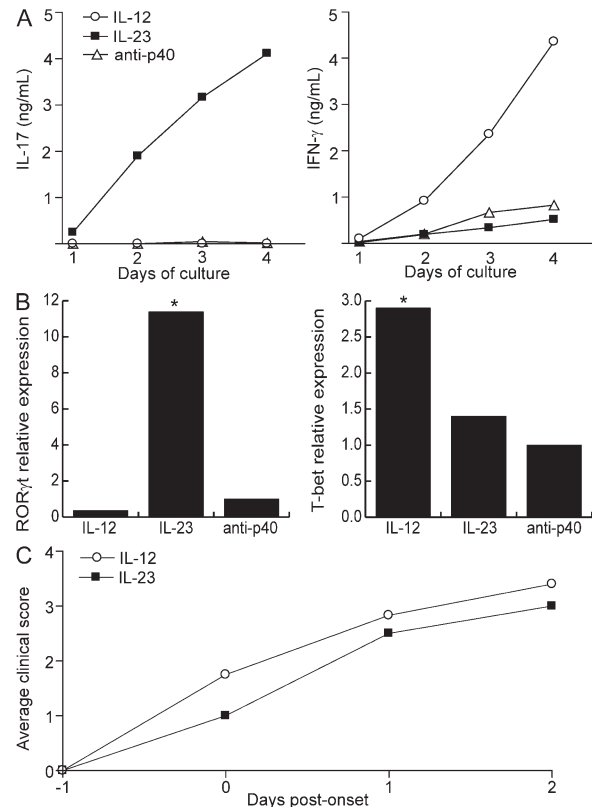 A
IL-12
IL-23
anti-p40
IL-17 (ng/mL)
5
4
3
2
1
1 2 3 4
Days of culture
IFN-γ (ng/mL)
5
4
3
2
1
1 2 3 4
Days of culture
B
RORγt relative expression
12
10
8
6
4
2
0
*
IL-12 IL-23 anti-p40
T-bet relative expression
3.0
2.5
2.0
1.5
1.0
0.5
0.0
*
IL-12 IL-23 anti-p40
C
IL-12
IL-23
Average clinical score
4
3
2
1
0
-1 0 1 2
Days post-onset